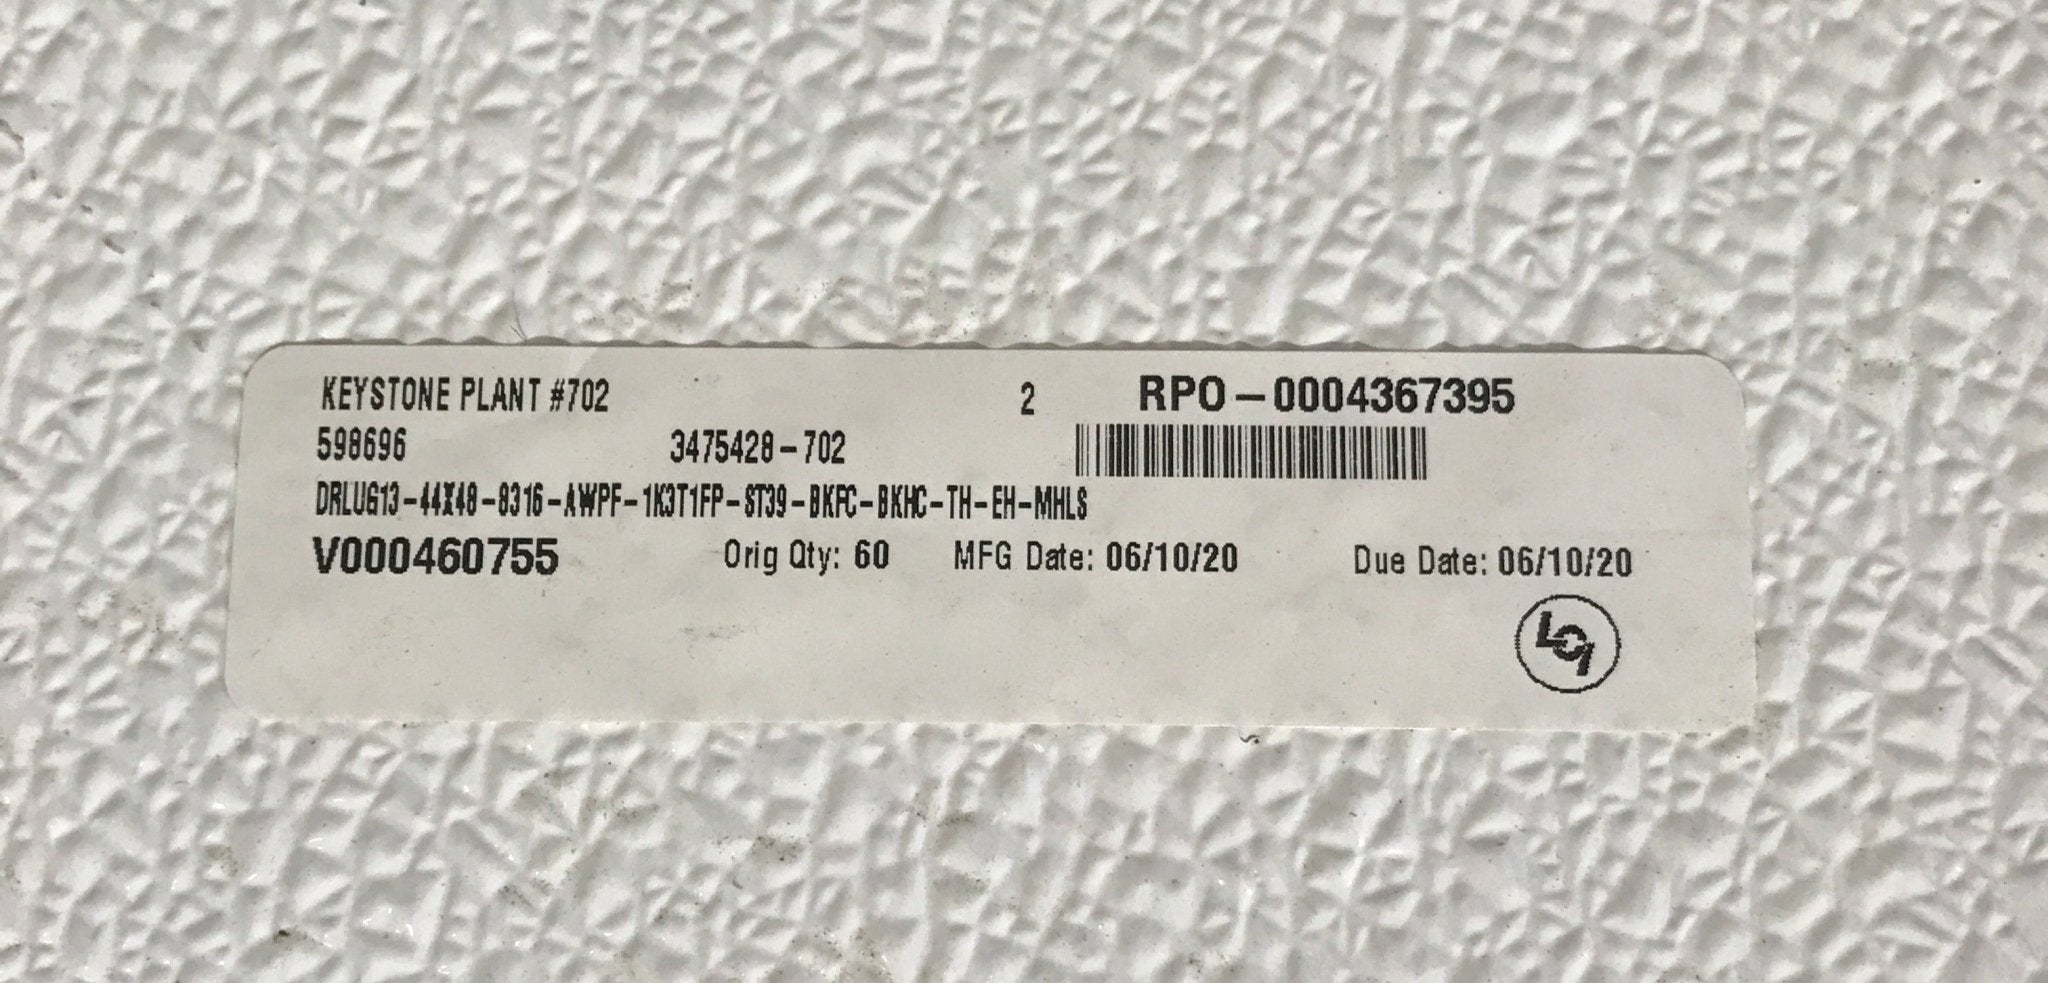 KEYSTONE PLANT #702 2 RPO-0004367395
598696 3475428-702
DRLUG13-44X48-8316-AWPF-1K3T1FP-ST39-BKFC-BKHC-TH-EH-MHLS
V000460755 Orig Qty: 60 MFG Date: 06/10/20 Due Date: 06/10/20
LCI